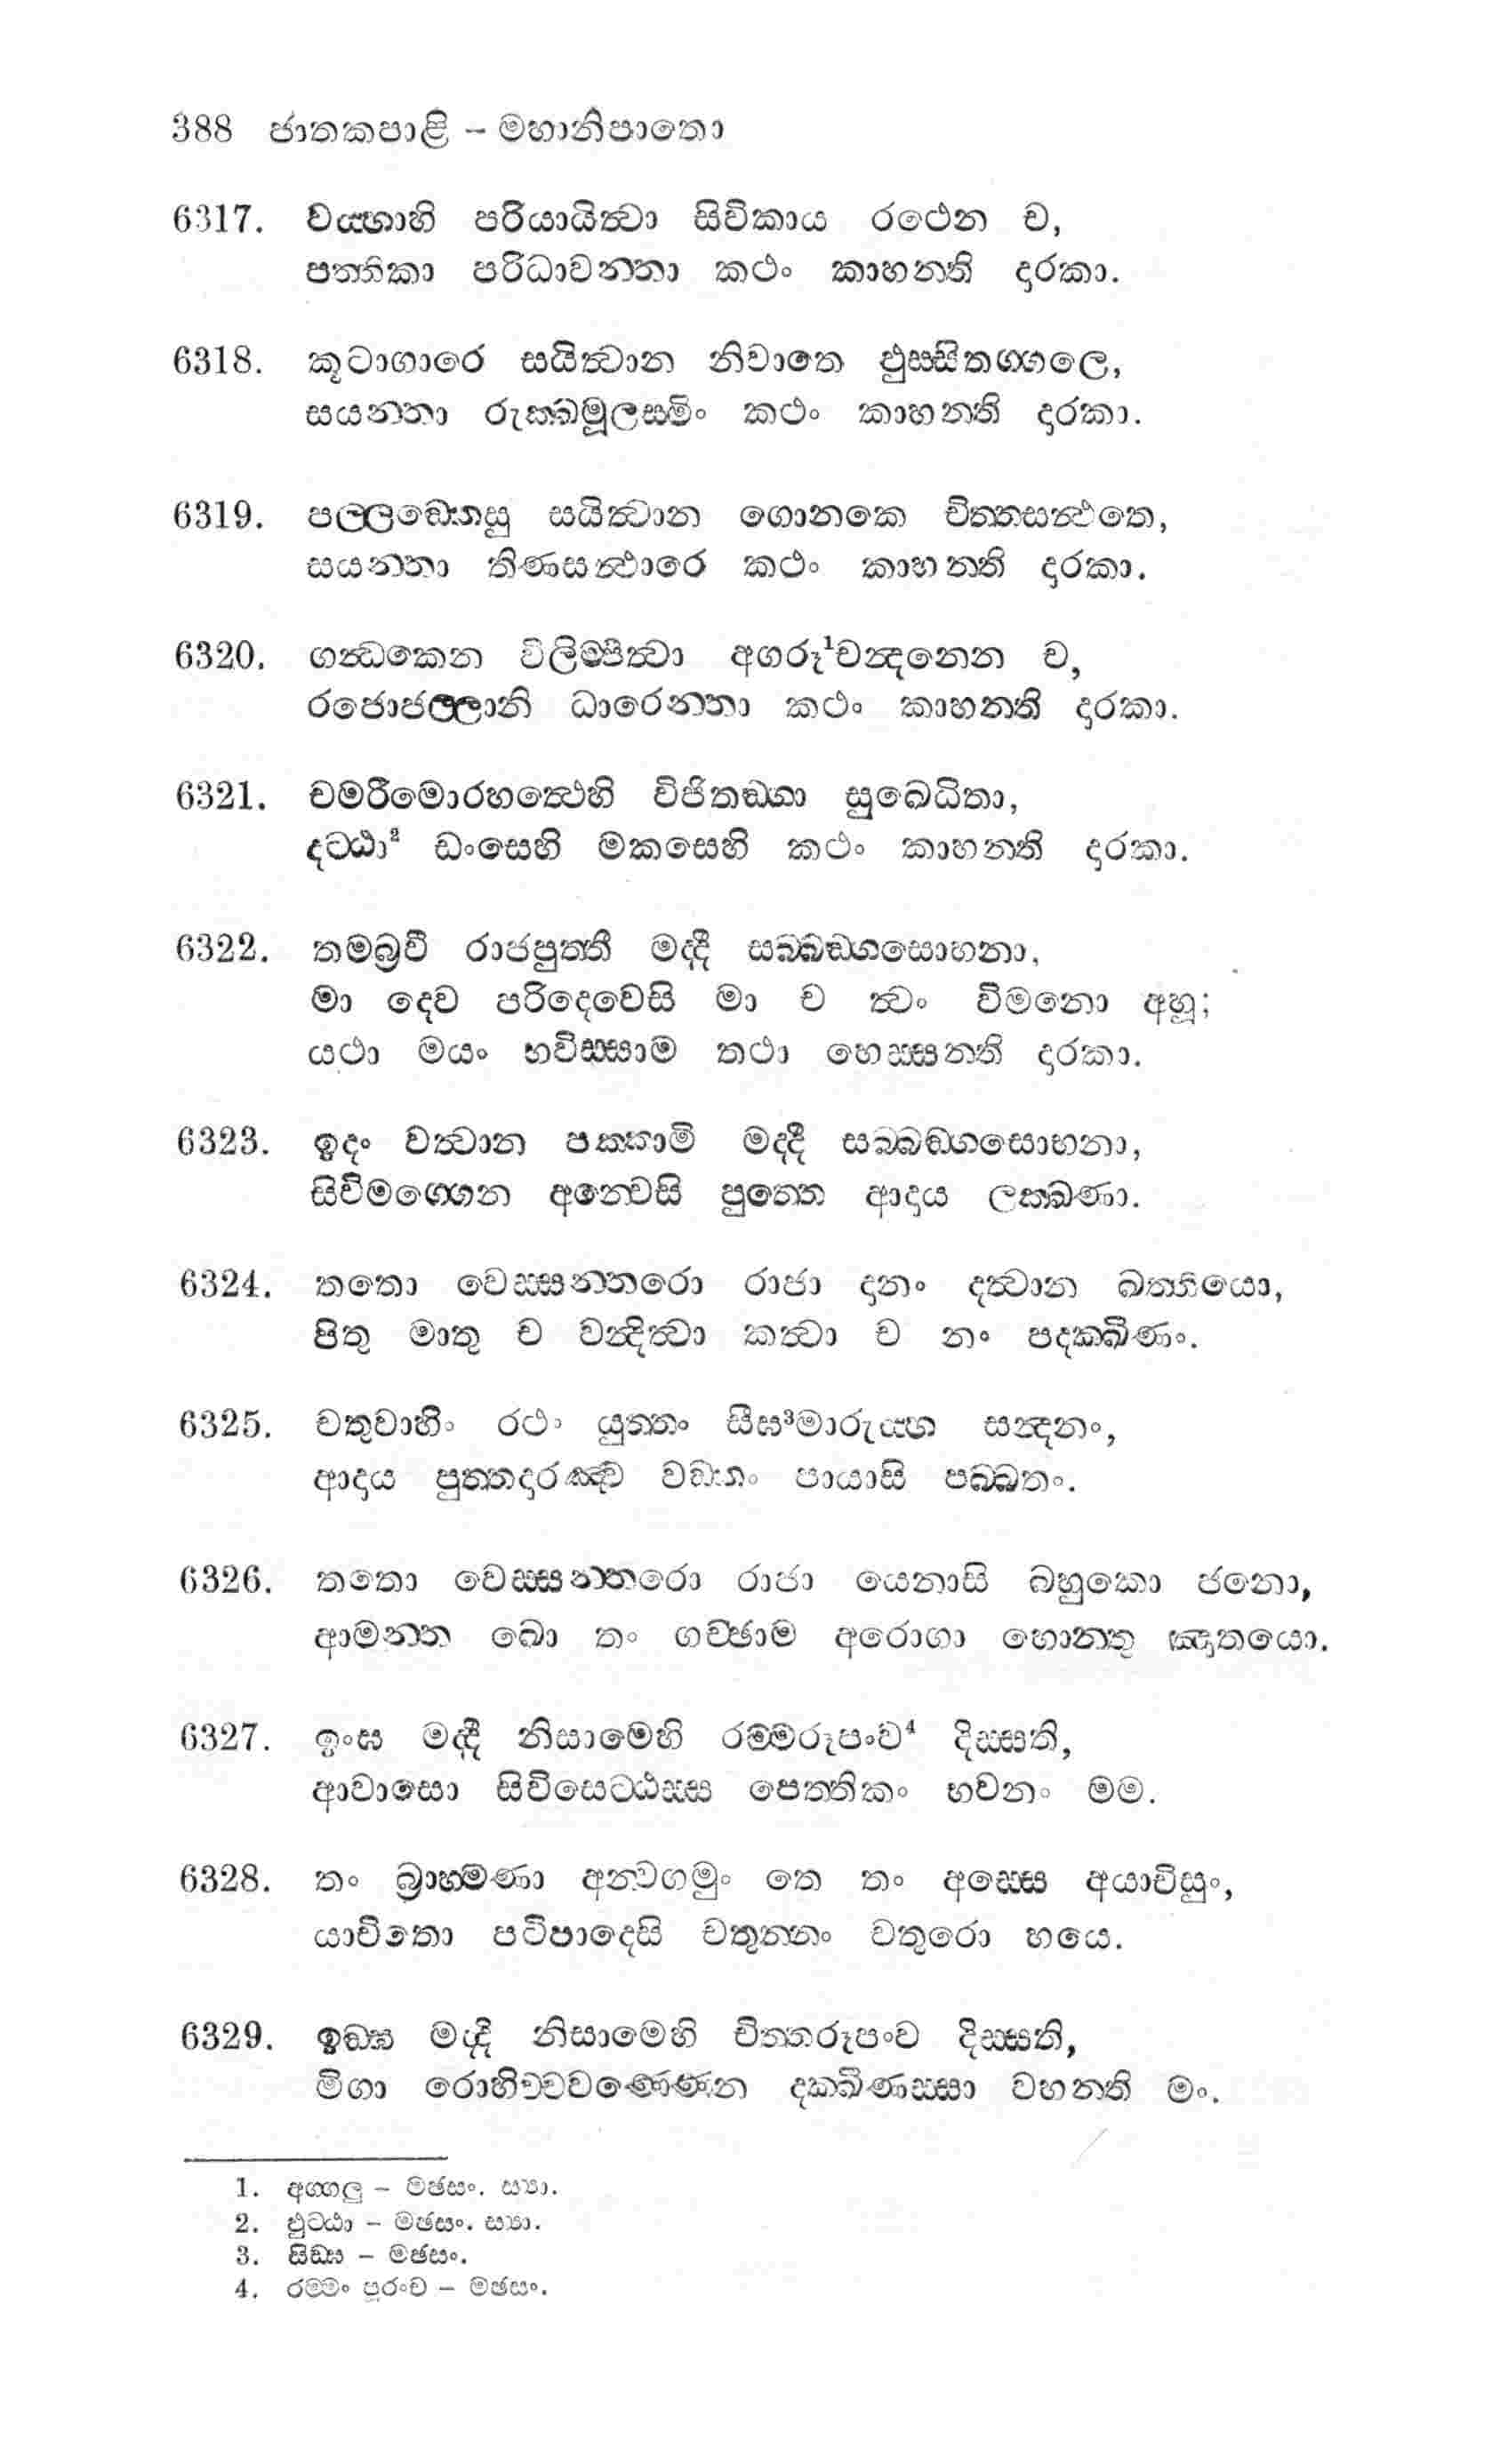 388 ජාතකපාළි – මහානිපාතො
6317. වය්හාහි පරියායිත්වා සිවිකාය රථෙන ච,
පත්තිකා පරිධාවන්තා කථං කාහන්ති දාරකා.
6318. කූටාගාරෙ සයිත්වාන නිවාතෙ ඵුස්සිතග්ගලෙ,
සයන්තා රුක්ඛමූලස්මිං කථං කාහන්ති දාරකා.
6319. පල්ලඞ්කෙසු සයිත්වාන ගොනකෙ චිත්තසන්ථතෙ,
සයන්තා තිණසන්ථාරෙ කථං කාහන්ති දාරකා.
6320. ගන්ධකෙන විලිම්පිත්වා අගරූ¹චන්දනෙන ච,
රජොජල්ලානි ධාරෙන්තා කථං කාහන්ති දාරකා.
6321. චමරීමොරහත්ථෙහි විජිතඞ්ගා සුඛෙධිතා,
දට්ඨා² ඩංසෙහි මකසෙහි කථං කාහන්ති දාරකා.
6322. තමබ්‍රවී රාජපුත්තී මද්දී සබ්බඞ්ගසොභනා,
මා දෙව පරිදෙවෙසි මා ච ත්වං විමනො අහූ;
යථා මයං භවිස්සාම තථා හෙස්සන්ති දාරකා.
6323. ඉදං වත්වාන පක්කාමි මද්දී සබ්බඞ්ගසොභනා,
සිවිමග්ගෙන අන්වෙසි පුත්තෙ ආදාය ලක්ඛණා.
6324. තතො වෙස්සන්තරො රාජා දානං දත්වාන ඛත්තියො,
පිතු මාතු ච වන්දිත්වා කත්වා ච නං පදක්ඛිණං.
6325. චතුවාහිං රථං යුත්තං සීඝ³මාරුය්හ සන්දනං,
ආදාය පුත්තදාරඤ්ච වඞ්කං පායාසි පබ්බතං.
6326. තතො වෙස්සන්තරො රාජා යෙනාසි බහුකො ජනො,
ආමන්ත ඛො තං ගච්ඡාම අරොගා හොන්තු ඤාතයො.
6327. ඉංඝ මද්දී නිසාමෙහි රම්මරූපංව⁴ දිස්සති,
ආවාසො සිවිසෙට්ඨස්ස පෙත්තිකං භවනං මම.
6328. තං බ්‍රාහ්මණා අන්වගමුං තෙ තං අස්සෙ අයාචිසුං,
යාචිතො පටිපාදෙසි චතුන්නං චතුරො හයෙ.
6329. ඉඞ්ඝ මද්දි නිසාමෙහි චිත්තරූපංව දිස්සති,
මිගා රොහිච්චවණ්ණෙන දක්ඛිණස්සා වහන්ති මං.
1. අග්ගලු – මඡසං. ස්‍යා.
2. ඵුට්ඨා – මඡසං. ස්‍යා.
3. සිඞ්ඝ – මඡසං.
4. රම්මං පූරංච – මඡසං.